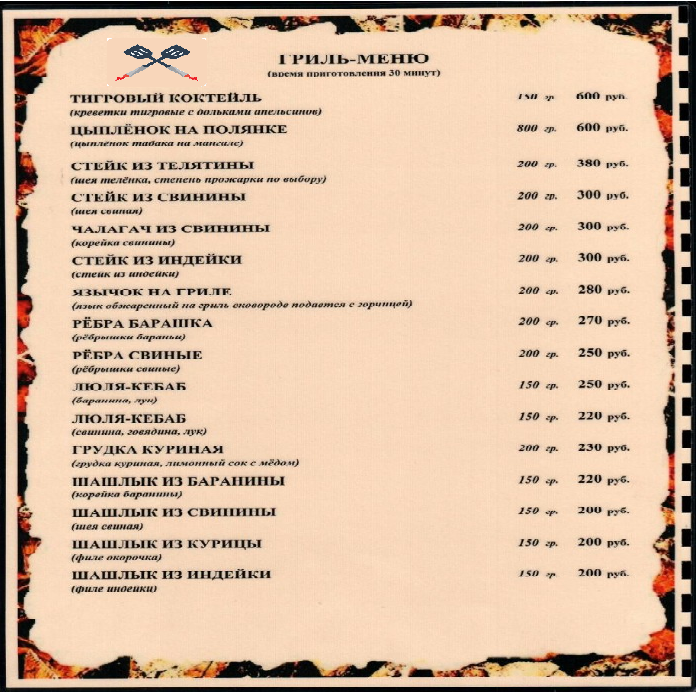 ГРИЛЬ-МЕНЮ
(время приготовления 30 минут)
ТИГРОВЫЙ КОКТЕЙЛЬ 150 гр. 600 руб.
(креветки тигровые с дольками апельсинов)
ЦЫПЛЁНОК НА ПОЛЯНКЕ 800 гр. 600 руб.
(цыпленок табака на мангале)
СТЕЙК ИЗ ТЕЛЯТИНЫ 200 гр. 380 руб.
(шея телёнка, степень прожарки по выбору)
СТЕЙК ИЗ СВИНИНЫ 200 гр. 300 руб.
(шея свиная)
ЧАЛАГАЧ ИЗ СВИНИНЫ 200 гр. 300 руб.
(корейка свинины)
СТЕЙК ИЗ ИНДЕЙКИ 200 гр. 300 руб.
(стейк из индейки)
ЯЗЫЧОК НА ГРИЛЕ 200 гр. 280 руб.
(язык обжаренный на гриль сковороде подается с горчицей)
РЁБРА БАРАШКА 200 гр. 270 руб.
(рёбрышки бараньи)
РЁБРА СВИНЫЕ 200 гр. 250 руб.
(рёбрышки свиные)
ЛЮЛЯ-КЕБАБ 150 гр. 250 руб.
(баранина, лук)
ЛЮЛЯ-КЕБАБ 150 гр. 220 руб.
(свинина, говядина, лук)
ГРУДКА КУРИНАЯ 200 гр. 230 руб.
(грудка куриная, лимонный сок с мёдом)
ШАШЛЫК ИЗ БАРАНИНЫ 150 гр. 220 руб.
(корейка баранины)
ШАШЛЫК ИЗ СВИНИНЫ 150 гр. 200 руб.
(шея свиная)
ШАШЛЫК ИЗ КУРИЦЫ 150 гр. 200 руб.
(филе окорочка)
ШАШЛЫК ИЗ ИНДЕЙКИ 150 гр. 200 руб.
(филе индейки)